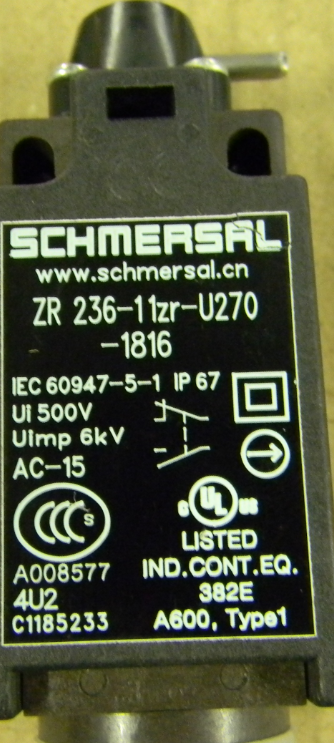 SCHMERSAL
www.schmersal.cn
ZR 236-11zr-U270
-1816
IEC 60947-5-1 IP 67
Ui 500V
Uimp 6kV
AC-15
CCC S
A008577
4U2
C1185233
C UL US
LISTED
IND.CONT.EQ.
382E
A600, Type1